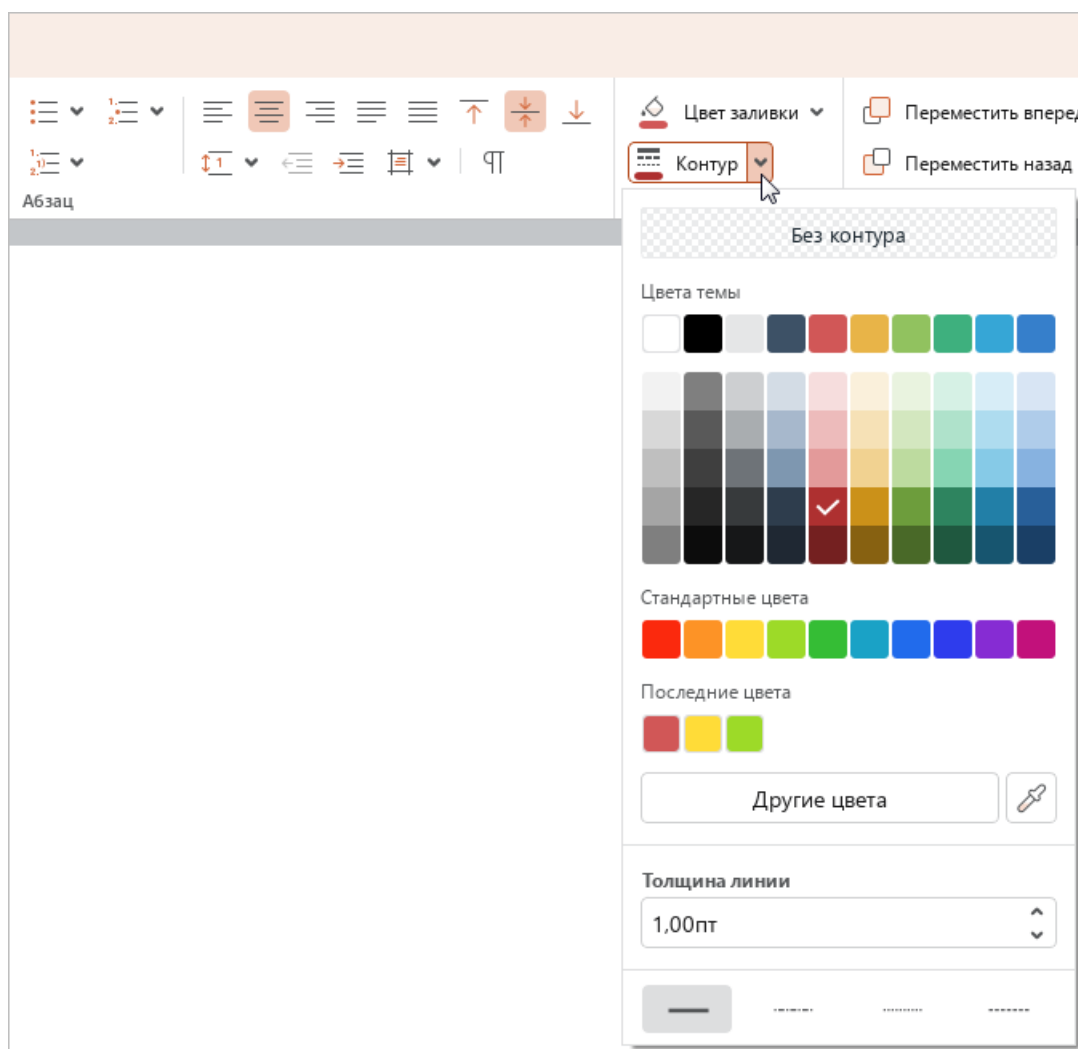 Цвет заливки
Переместить вперед
Контур
Переместить назад
Абзац
Без контура
Цвета темы
Стандартные цвета
Последние цвета
Другие цвета
Толщина линии
1,00пт